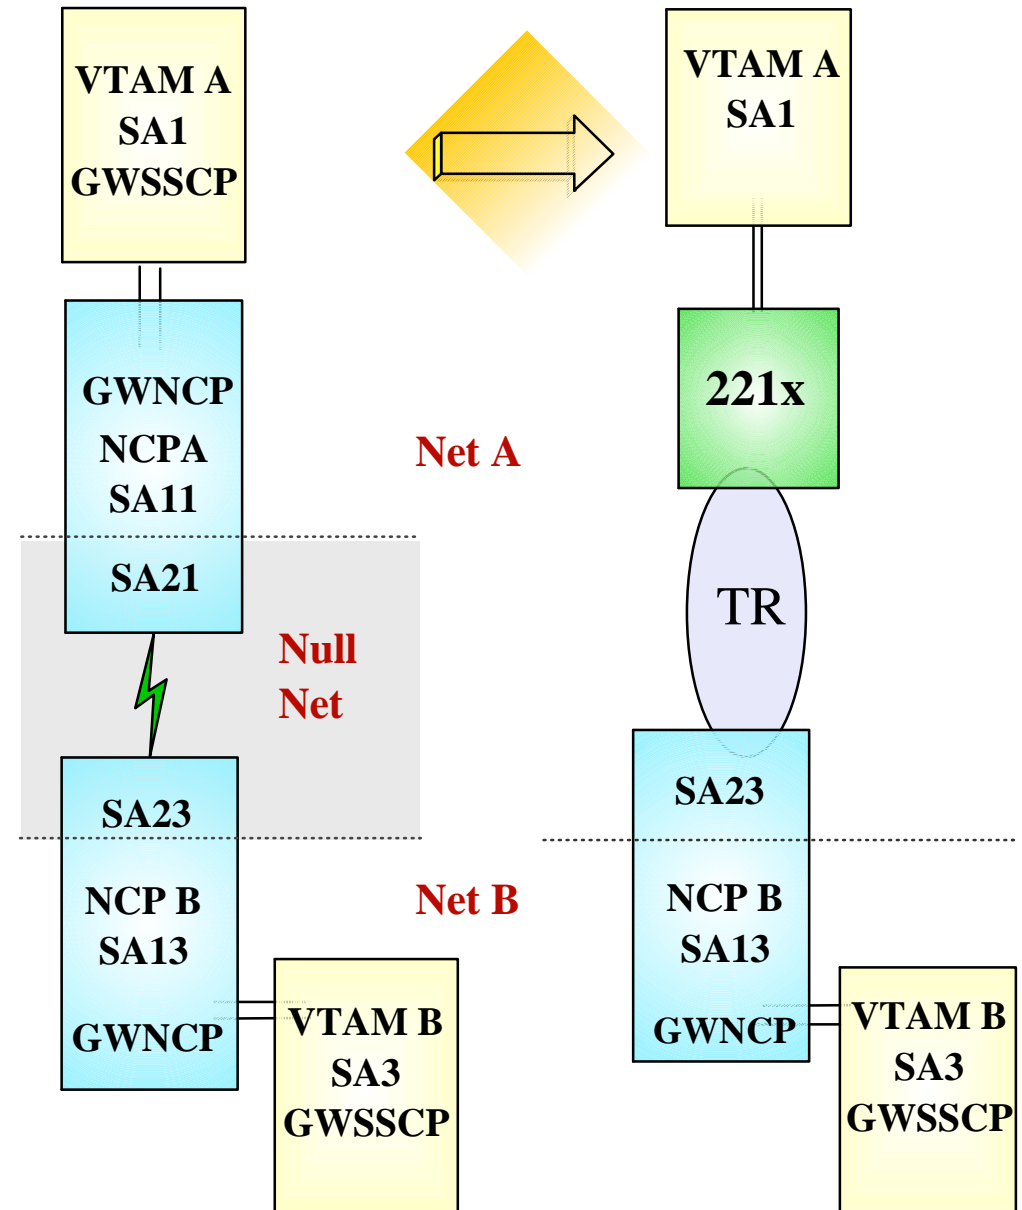 VTAM A
SA1
GWSSCP
GWNCP
NCPA
SA11
SA21
SA23
NCP B
SA13
GWNCP
VTAM B
SA3
GWSSCP
Net A
Null
Net
Net B
VTAM A
SA1
221x
TR
SA23
NCP B
SA13
GWNCP
VTAM B
SA3
GWSSCP